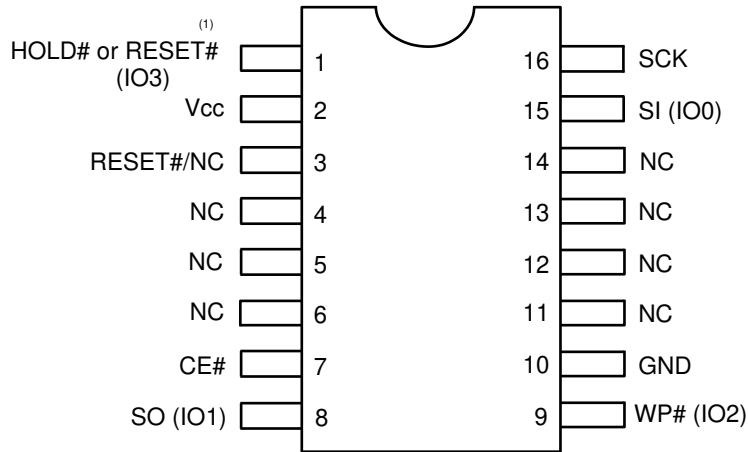 (1)
HOLD# or RESET# 1 16 SCK
(IO3)
Vcc 2 15 SI (IO0)
RESET#/NC 3 14 NC
NC 4 13 NC
NC 5 12 NC
NC 6 11 NC
CE# 7 10 GND
SO (IO1) 8 9 WP# (IO2)